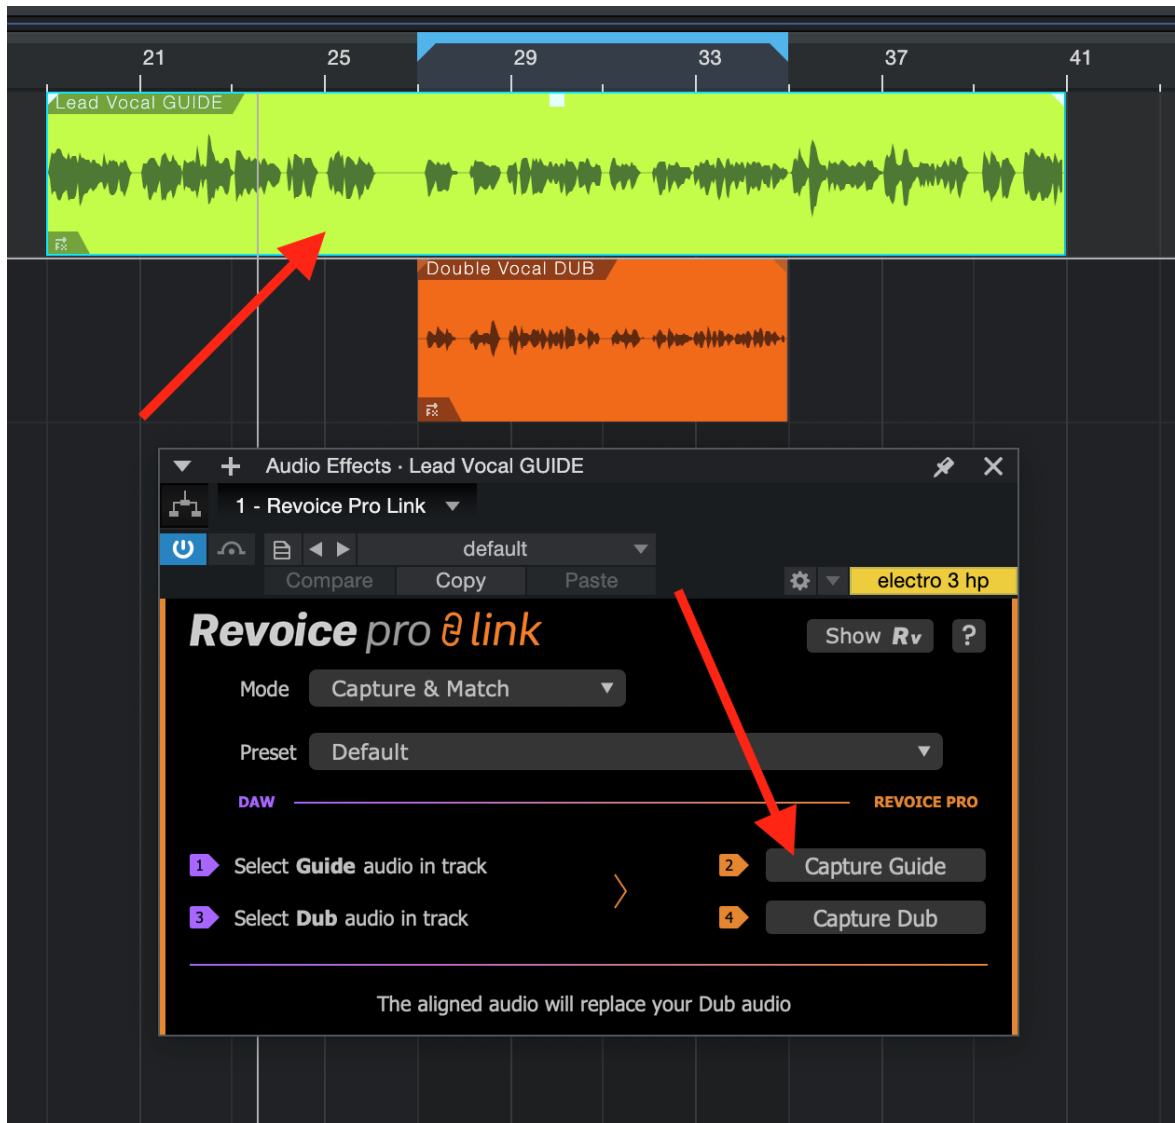 21 25 29 33 37 41
Lead Vocal GUIDE
FX
Double Vocal DUB
FX
Audio Effects · Lead Vocal GUIDE
1 - Revoice Pro Link
default
Compare Copy Paste electro 3 hp
Revoice pro link Show Rv ?
Mode Capture & Match
Preset Default
DAW REVOICE PRO
1 Select Guide audio in track 2 Capture Guide
3 Select Dub audio in track 4 Capture Dub
The aligned audio will replace your Dub audio